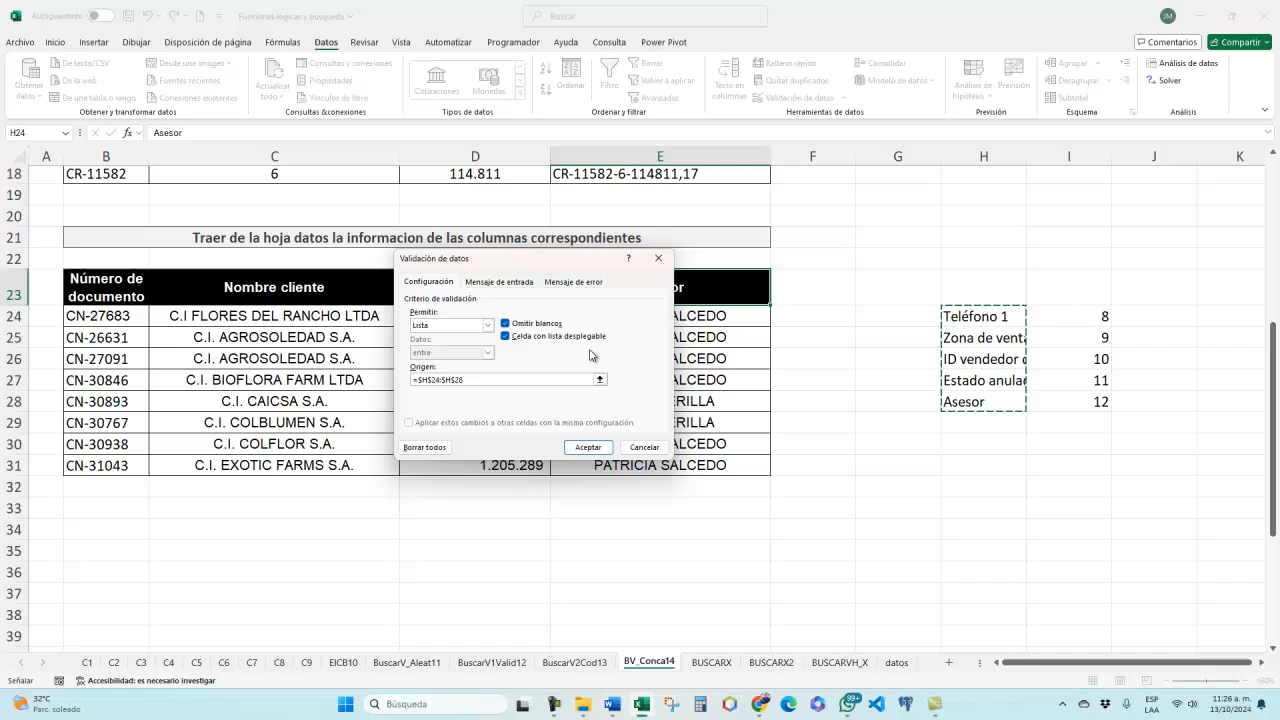 Autoguardado
Funciones logicas y busqueda
Buscar
JM
Archivo Inicio Insertar Dibujar Disposición de página Fórmulas Datos Revisar Vista Automatizar Programador Ayuda Consulta Power Pivot
Comentarios Compartir
De texto/CSV Desde una imagen Consultas y conexiones Borrar Relleno rápido Consolidar Agrupar Análisis de datos
De la web Fuentes recientes Propiedades Volver a aplicar Quitar duplicados Modelo de datos Desagrupar Solver
De una tabla o rango Conexiones existentes Vínculos de libro Avanzadas Validación de datos Subtotal
Obtener datos Actualizar todo Cotizaciones Monedas Ordenar Filtro Texto en columnas Análisis de hipótesis Previsión
Obtener y transformar datos Consultas &conexiones Tipos de datos Ordenar y filtrar Herramientas de datos Previsión Esquema Análisis
H24 fx Asesor
A B C D E F G H I J K
18 CR-11582 6 114.811 CR-11582-6-114811,17
19
20
21 Traer de la hoja datos la informacion de las columnas correspondientes
22
Número de
23 documento Nombre cliente or
24 CN-27683 C.I FLORES DEL RANCHO LTDA SALCEDO Teléfono 1 8
25 CN-26631 C.I. AGROSOLEDAD S.A. SALCEDO Zona de vent 9
26 CN-27091 C.I. AGROSOLEDAD S.A. SALCEDO ID vendedor 10
27 CN-30846 C.I. BIOFLORA FARM LTDA SALCEDO Estado anula 11
28 CN-30893 C.I. CAICSA S.A. ERILLA Asesor 12
29 CN-30767 C.I. COLBLUMEN S.A. ERILLA
30 CN-30938 C.I. COLFLOR S.A. SALCEDO
31 CN-31043 C.I. EXOTIC FARMS S.A. 1.205.289 PATRICIA SALCEDO
32
33
34
35
36
37
38
39
Validación de datos ?
Configuración Mensaje de entrada Mensaje de error
Criterio de validación
Permitir:
Lista Omitir blancos
Datos: Celda con lista desplegable
entre
Origen:
=$H$24:$H$28
Aplicar estos cambios a otras celdas con la misma configuración
Borrar todos Aceptar Cancelar
C1 C2 C3 C4 C5 C6 C7 C8 C9 EICB10 BuscarV_Aleat11 BuscarV1Valid12 BuscarV2Cod13 BV_Conca14 BUSCARX BUSCARX2 BUSCARVH_X datos
Señalar Accesibilidad: es necesario investigar 160%
32°C
Parc. soleado
Búsqueda
99+
ESP
LAA
11:26 a. m.
13/10/2024